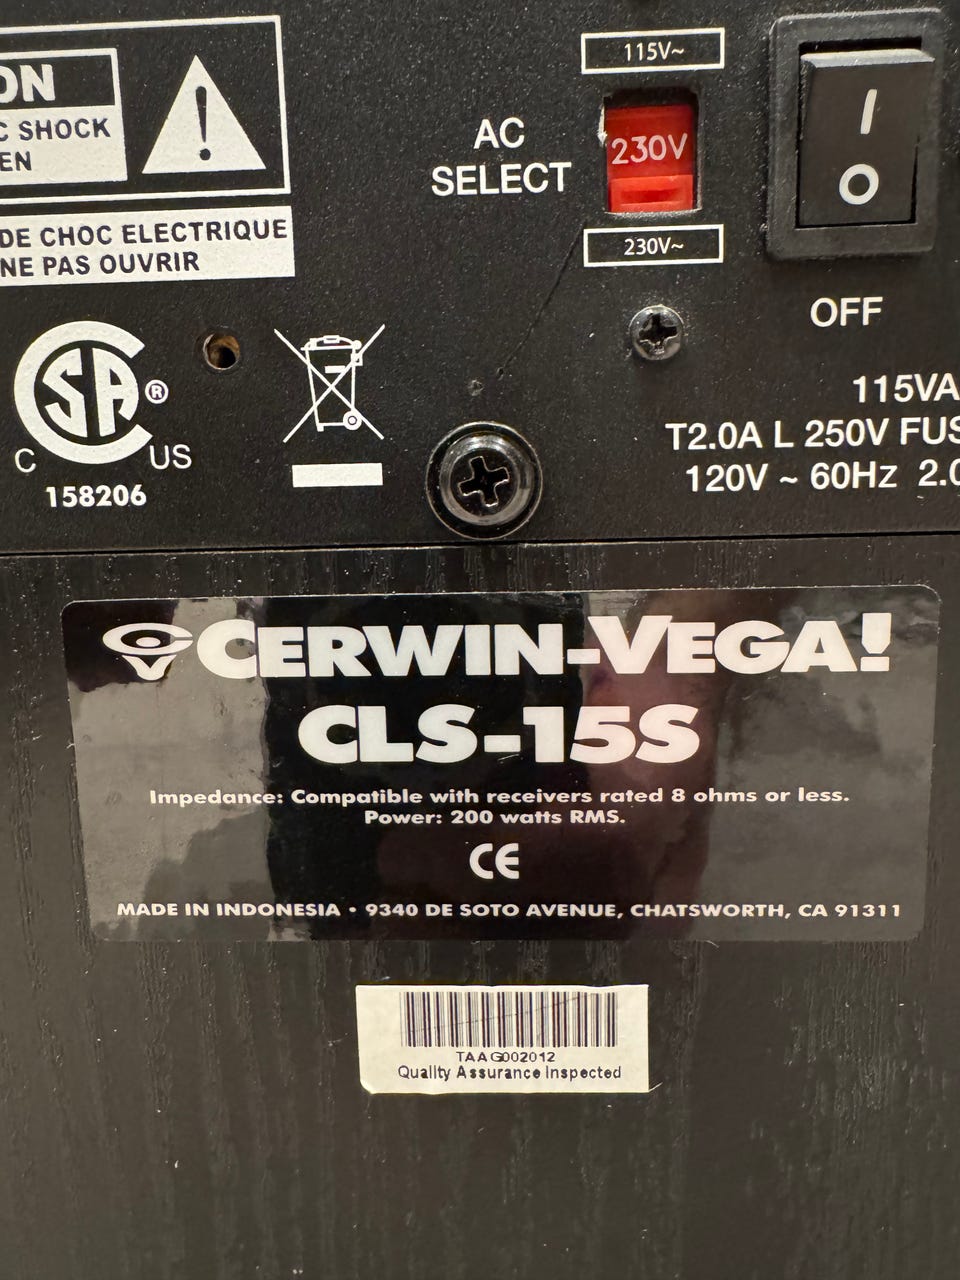 ON
C SHOCK
EN
DE CHOC ELECTRIQUE
NE PAS OUVRIR
115V~
AC
SELECT
230V
230V~
I
O
OFF
CSA®
C US
158206
115VA
T2.0A L 250V FUS
120V ~ 60Hz 2.0
CERWIN-VEGA!
CLS-15S
Impedance: Compatible with receivers rated 8 ohms or less.
Power: 200 watts RMS.
CE
MADE IN INDONESIA • 9340 DE SOTO AVENUE, CHATSWORTH, CA 91311
TAAG002012
Quality Assurance Inspected